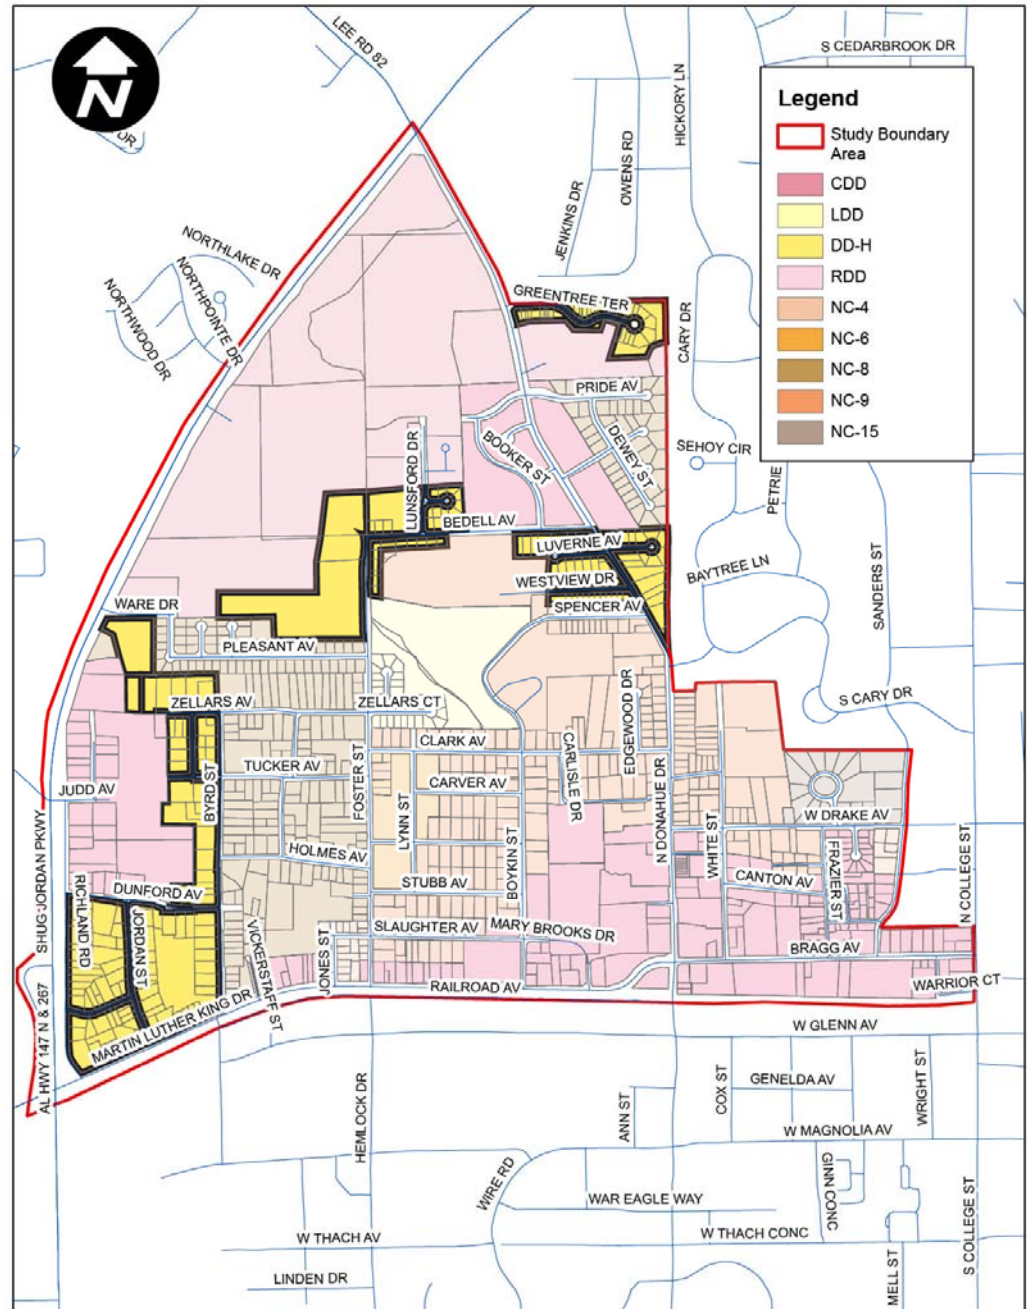 LEE RD 82
S CEDARBROOK DR
N
DR
HICKORY LN
OWENS RD
JENKINS DR
Legend
Study Boundary
Area
CDD
LDD
DD-H
RDD
NC-4
NC-6
NC-8
NC-9
NC-15
NORTHLAKE DR
NORTHPOINTE DR
NORTHWOOD DR
GREENTREE TER
CARY DR
PRIDE AV
DEWEY ST
BOOKER ST
LUNSFORD DR
SEHOY CIR
PETRIE
BEDELL AV
LUVERNE AV
WESTVIEW DR
SPENCER AV
BAYTREE LN
SANDERS ST
WARE DR
PLEASANT AV
ZELLARS AV
ZELLARS CT
S CARY DR
EDGEWOOD DR
CLARK AV
CARLISLE DR
TUCKER AV
CARVER AV
JUDD AV
BYRD ST
FOSTER ST
LYNN ST
BOYKIN ST
N DONAHUE DR
WHITE ST
W DRAKE AV
HOLMES AV
STUBB AV
CANTON AV
FRAZIER ST
SHUG JORDAN PKWY
N COLLEGE ST
DUNFORD AV
RICHLAND RD
JORDAN ST
VICKERSTAFF ST
JONES ST
SLAUGHTER AV
MARY BROOKS DR
BRAGG AV
RAILROAD AV
WARRIOR CT
MARTIN LUTHER KING DR
AL HWY 147 N & 267
W GLENN AV
HEMLOCK DR
ANN ST
COX ST
GENELDA AV
WRIGHT ST
W MAGNOLIA AV
WIRE RD
GINN CONC
WAR EAGLE WAY
W THACH AV
W THACH CONC
LINDEN DR
MELL ST
S COLLEGE ST